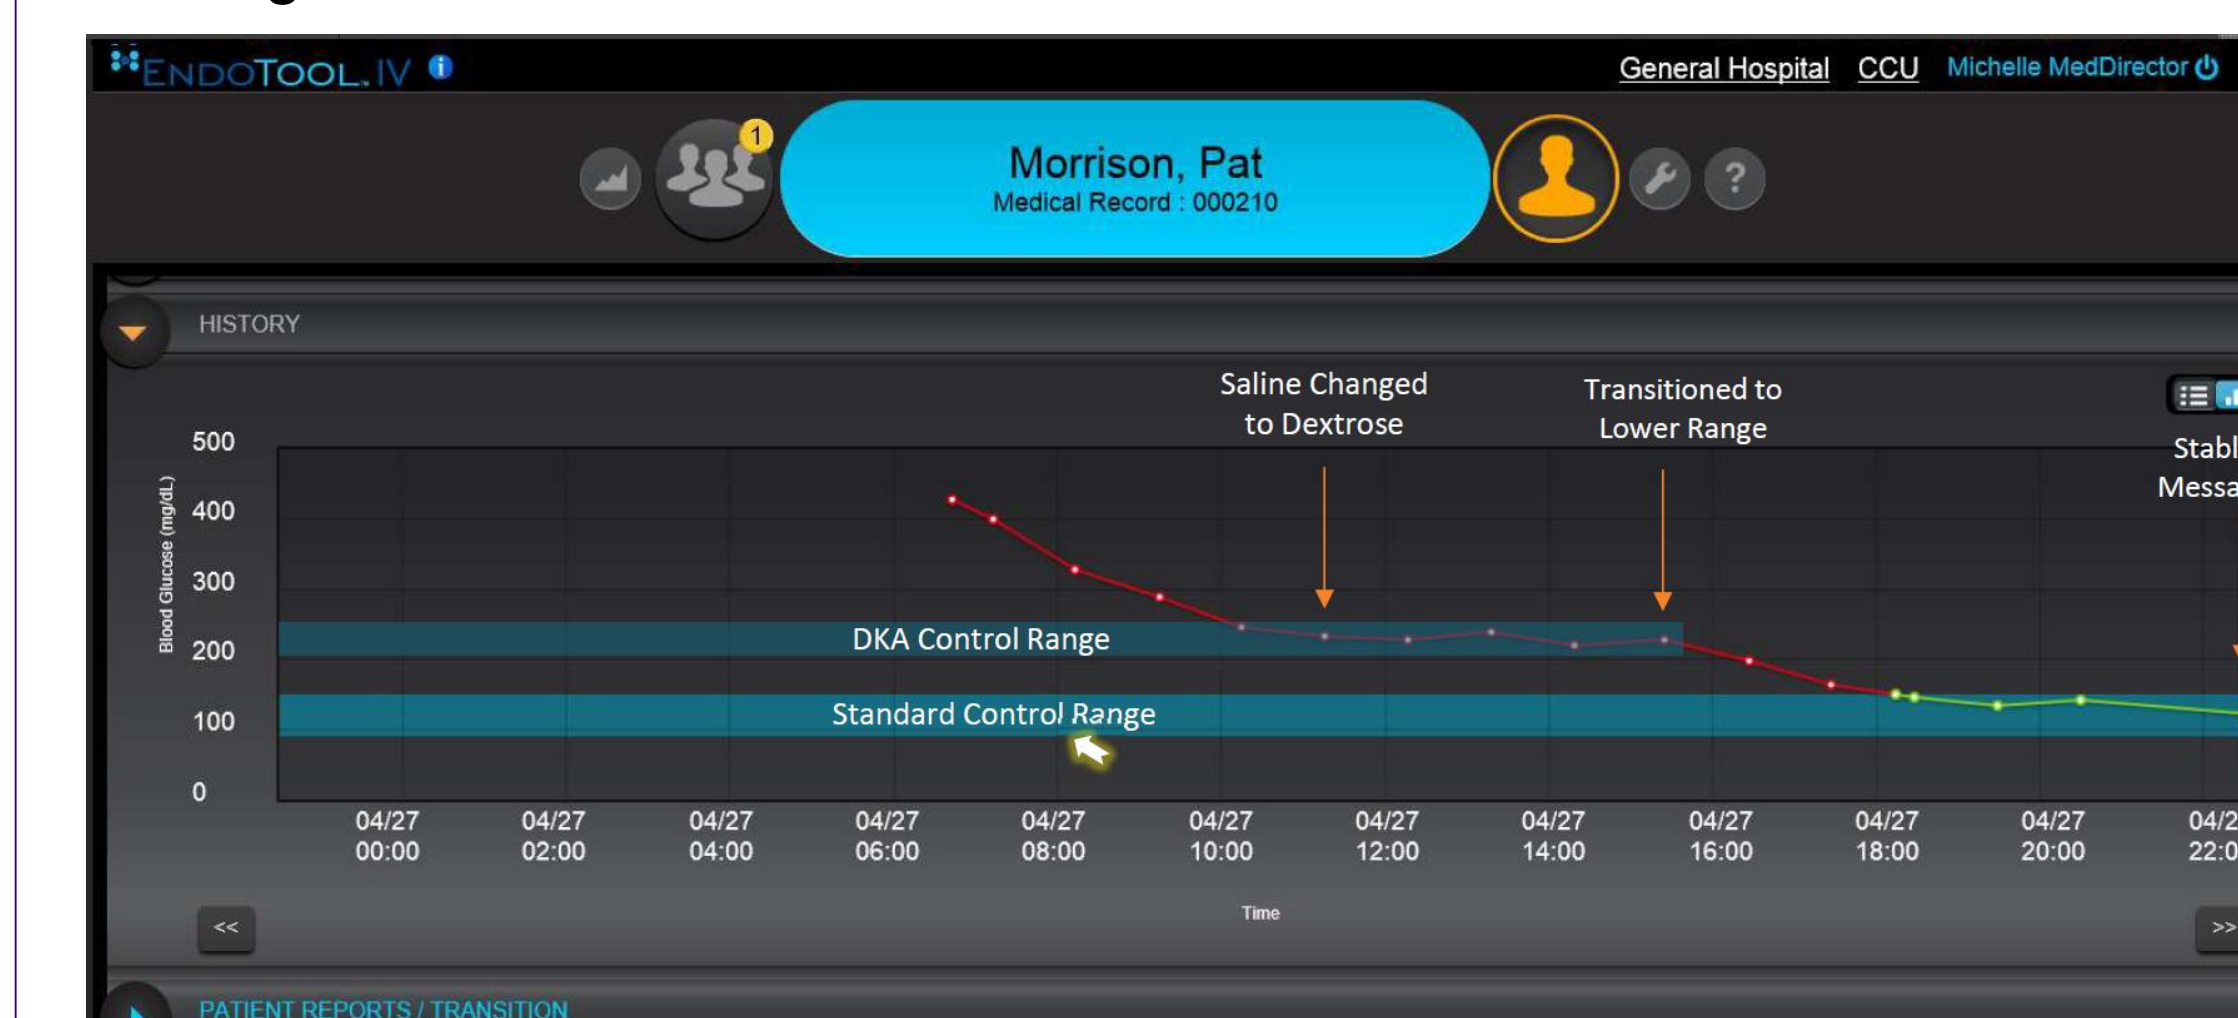 ENDOTOOL IV
General Hospital CCU Michelle MedDirector
1
Morrison, Pat
Medical Record : 000210
?
HISTORY
Saline Changed
to Dextrose
Transitioned to
Lower Range
500
400
300
200
100
0
Blood Glucose (mg/dL)
DKA Control Range
Standard Control Range
04/27 04/27 04/27 04/27 04/27 04/27 04/27 04/27 04/27 04/27 04/27
00:00 02:00 04:00 06:00 08:00 10:00 12:00 14:00 16:00 18:00 20:00
Time
<< >>
PATIENT REPORTS / TRANSITION